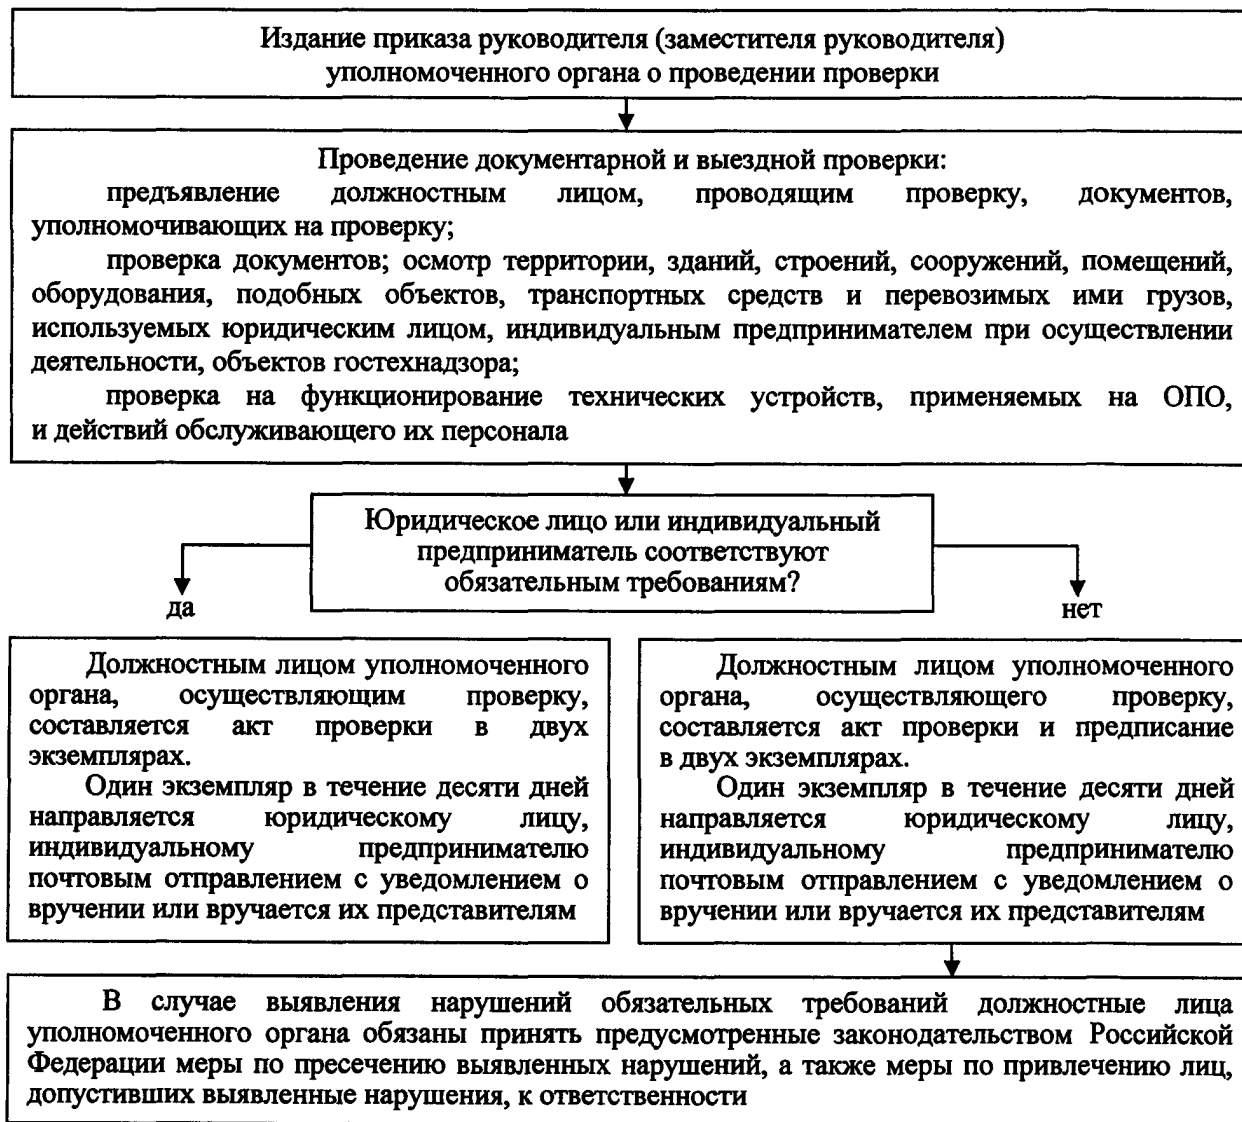 Издание приказа руководителя (заместителя руководителя)
уполномоченного органа о проведении проверки
Проведение документарной и выездной проверки:
предъявление должностным лицом, проводящим проверку, документов,
уполномочивающих на проверку;
проверка документов; осмотр территории, зданий, строений, сооружений, помещений,
оборудования, подобных объектов, транспортных средств и перевозимых ими грузов,
используемых юридическим лицом, индивидуальным предпринимателем при осуществлении
деятельности, объектов гостехнадзора;
проверка на функционирование технических устройств, применяемых на ОПО,
и действий обслуживающего их персонала
Юридическое лицо или индивидуальный
предприниматель соответствуют
обязательным требованиям?
да
нет
Должностным лицом уполномоченного
органа, осуществляющим проверку,
составляется акт проверки в двух
экземплярах.
Один экземпляр в течение десяти дней
направляется юридическому лицу,
индивидуальному предпринимателю
почтовым отправлением с уведомлением о
вручении или вручается их представителям
Должностным лицом уполномоченного
органа, осуществляющего проверку,
составляется акт проверки и предписание
в двух экземплярах.
Один экземпляр в течение десяти дней
направляется юридическому лицу,
индивидуальному предпринимателю
почтовым отправлением с уведомлением о
вручении или вручается их представителям
В случае выявления нарушений обязательных требований должностные лица
уполномоченного органа обязаны принять предусмотренные законодательством Российской
Федерации меры по пресечению выявленных нарушений, а также меры по привлечению лиц,
допустивших выявленные нарушения, к ответственности